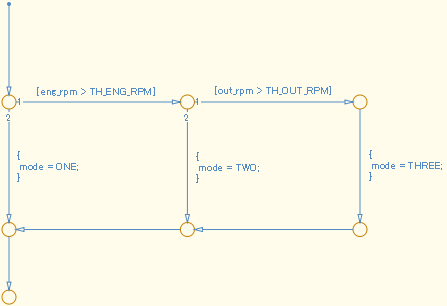 [eng_rpm > TH_ENG_RPM]
[out_rpm > TH_OUT_RPM]
1
1
2
2
{
mode = ONE;
}
{
mode = TWO;
}
{
mode = THREE;
}